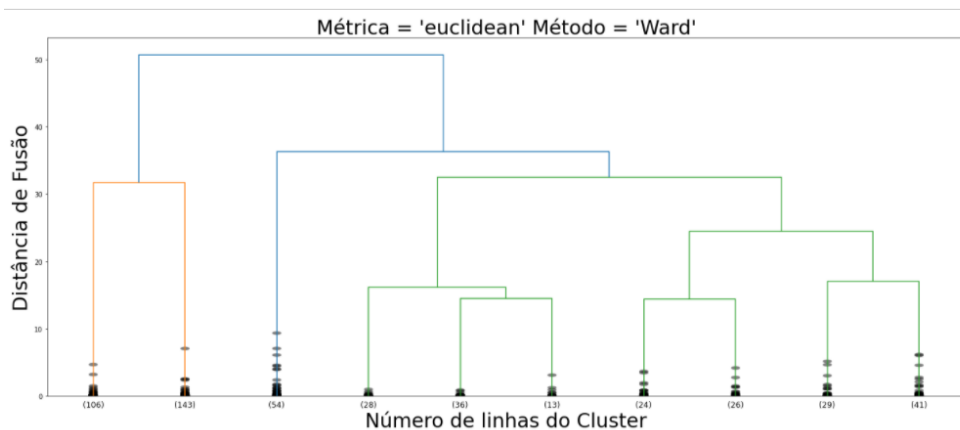 Métrica = 'euclidean' Método = 'Ward'
Distância de Fusão
50
40
30
20
10
0
(106) (143) (54) (28) (36) (13) (24) (26) (29) (41)
Número de linhas do Cluster